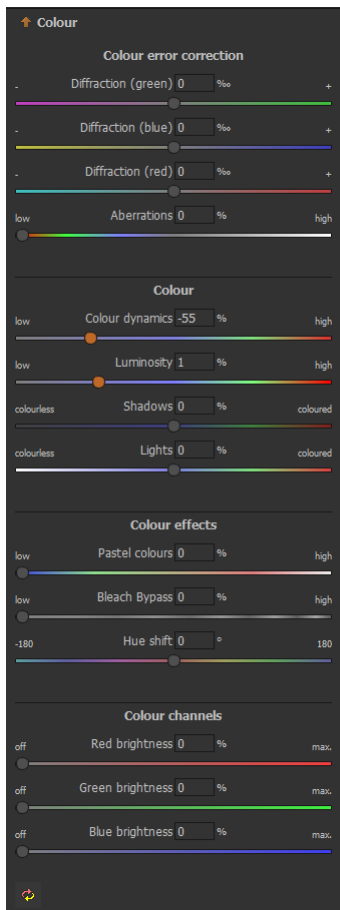 Colour
Colour error correction
Diffraction (green) 0 ‰
- +
Diffraction (blue) 0 ‰
- +
Diffraction (red) 0 ‰
- +
Aberrations 0 %
low high
Colour
Colour dynamics -55 %
low high
Luminosity 1 %
low high
Shadows 0 %
colourless coloured
Lights 0 %
colourless coloured
Colour effects
Pastel colours 0 %
low high
Bleach Bypass 0 %
low high
Hue shift 0 °
-180 180
Colour channels
Red brightness 0 %
off max.
Green brightness 0 %
off max.
Blue brightness 0 %
off max.